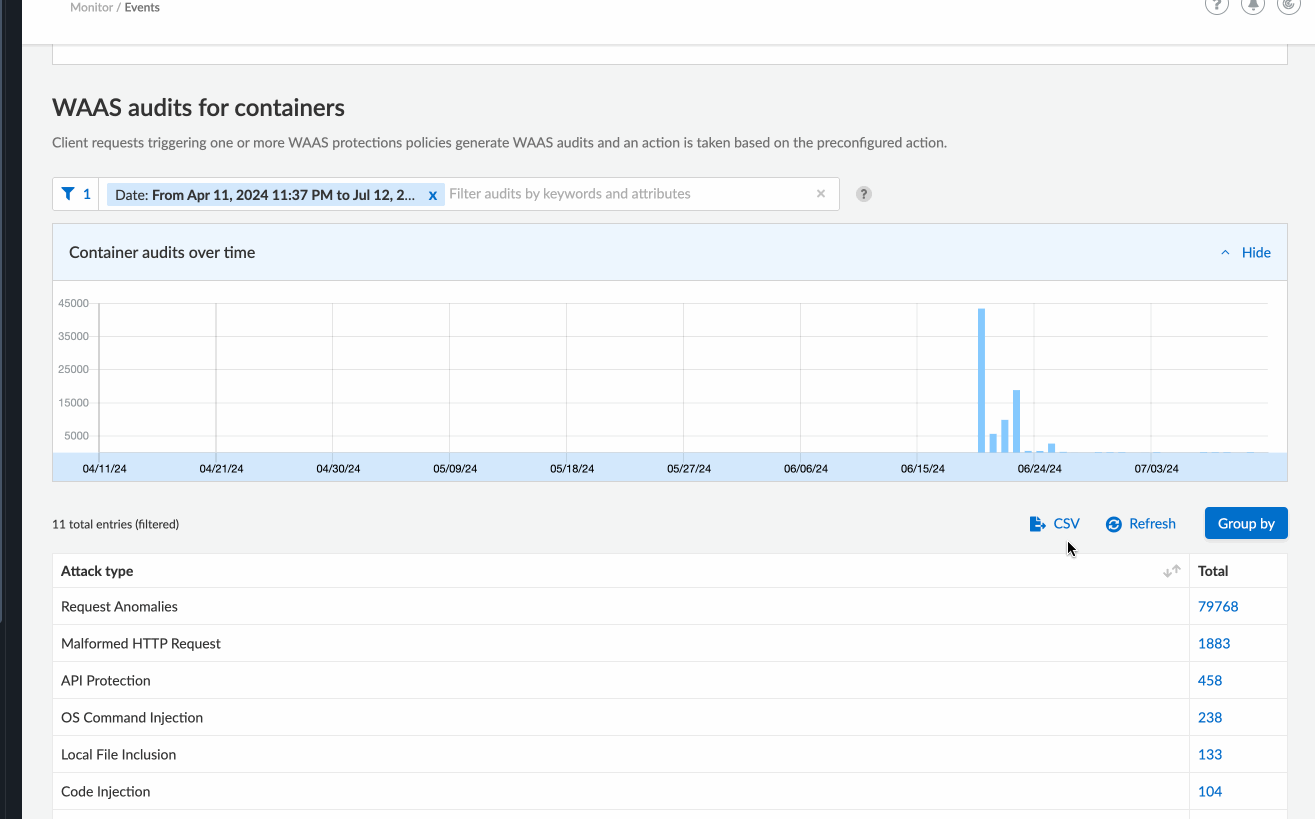 Monitor / Events
?
WAAS audits for containers
Client requests triggering one or more WAAS protections policies generate WAAS audits and an action is taken based on the preconfigured action.
1 Date: From Apr 11, 2024 11:37 PM to Jul 12, 2... x Filter audits by keywords and attributes × ?
Container audits over time Hide
45000
35000
25000
15000
5000
04/11/24 04/21/24 04/30/24 05/09/24 05/18/24 05/27/24 06/06/24 06/15/24 06/24/24 07/03/24
11 total entries (filtered) CSV Refresh Group by
Attack type Total
Request Anomalies 79768
Malformed HTTP Request 1883
API Protection 458
OS Command Injection 238
Local File Inclusion 133
Code Injection 104